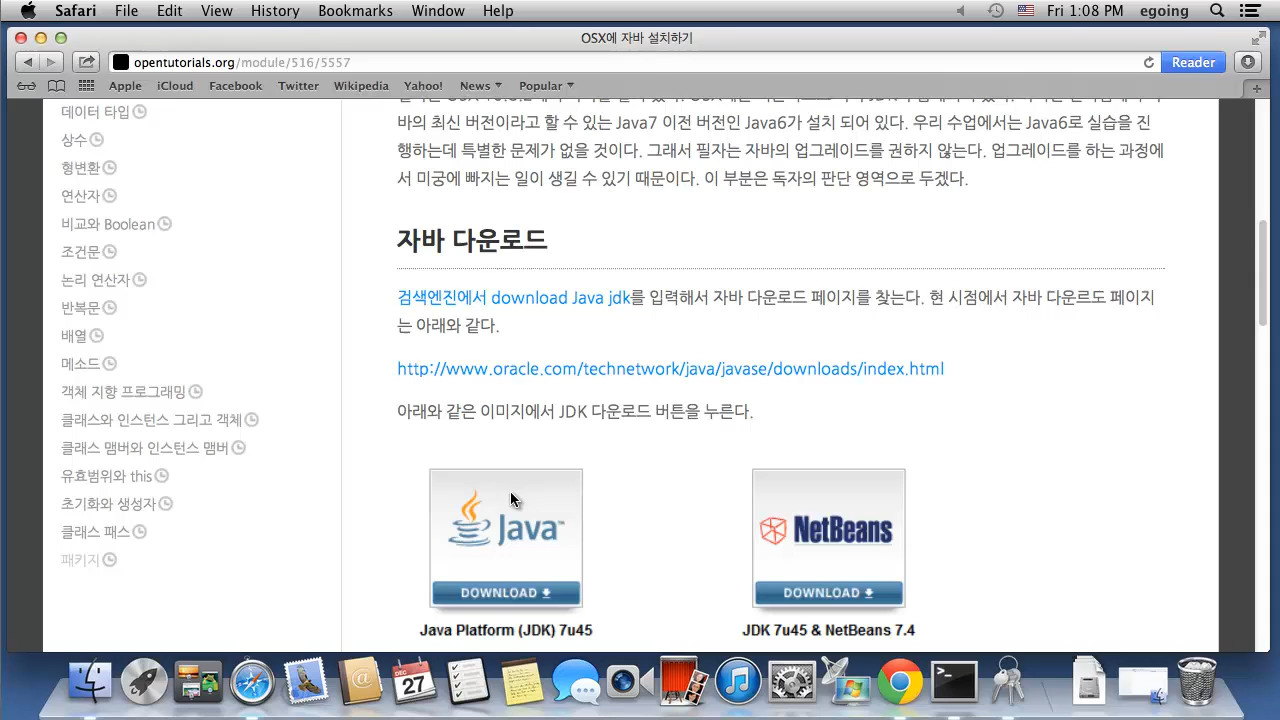 Safari File Edit View History Bookmarks Window Help Fri 1:08 PM egoing
OSX에 자바 설치하기
opentutorials.org/module/516/5557 Reader
Apple iCloud Facebook Twitter Wikipedia Yahoo! News Popular
데이터 타입
상수
형변환
연산자
비교와 Boolean
조건문
논리 연산자
반복문
배열
메소드
객체 지향 프로그래밍
클래스와 인스턴스 그리고 객체
클래스 맴버와 인스턴스 맴버
유효범위와 this
초기화와 생성자
클래스 패스
패키지
바의 최신 버전이라고 할 수 있는 Java7 이전 버전인 Java6가 설치 되어 있다. 우리 수업에서는 Java6로 실습을 진
행하는데 특별한 문제가 없을 것이다. 그래서 필자는 자바의 업그레이드를 권하지 않는다. 업그레이드를 하는 과정에
서 미궁에 빠지는 일이 생길 수 있기 때문이다. 이 부분은 독자의 판단 영역으로 두겠다.
자바 다운로드
검색엔진에서 download Java jdk를 입력해서 자바 다운로드 페이지를 찾는다. 현 시점에서 자바 다운르도 페이지
는 아래와 같다.
http://www.oracle.com/technetwork/java/javase/downloads/index.html
아래와 같은 이미지에서 JDK 다운로드 버튼을 누른다.
Java NetBeans
DOWNLOAD DOWNLOAD
Java Platform (JDK) 7u45 JDK 7u45 & NetBeans 7.4
DEC
27